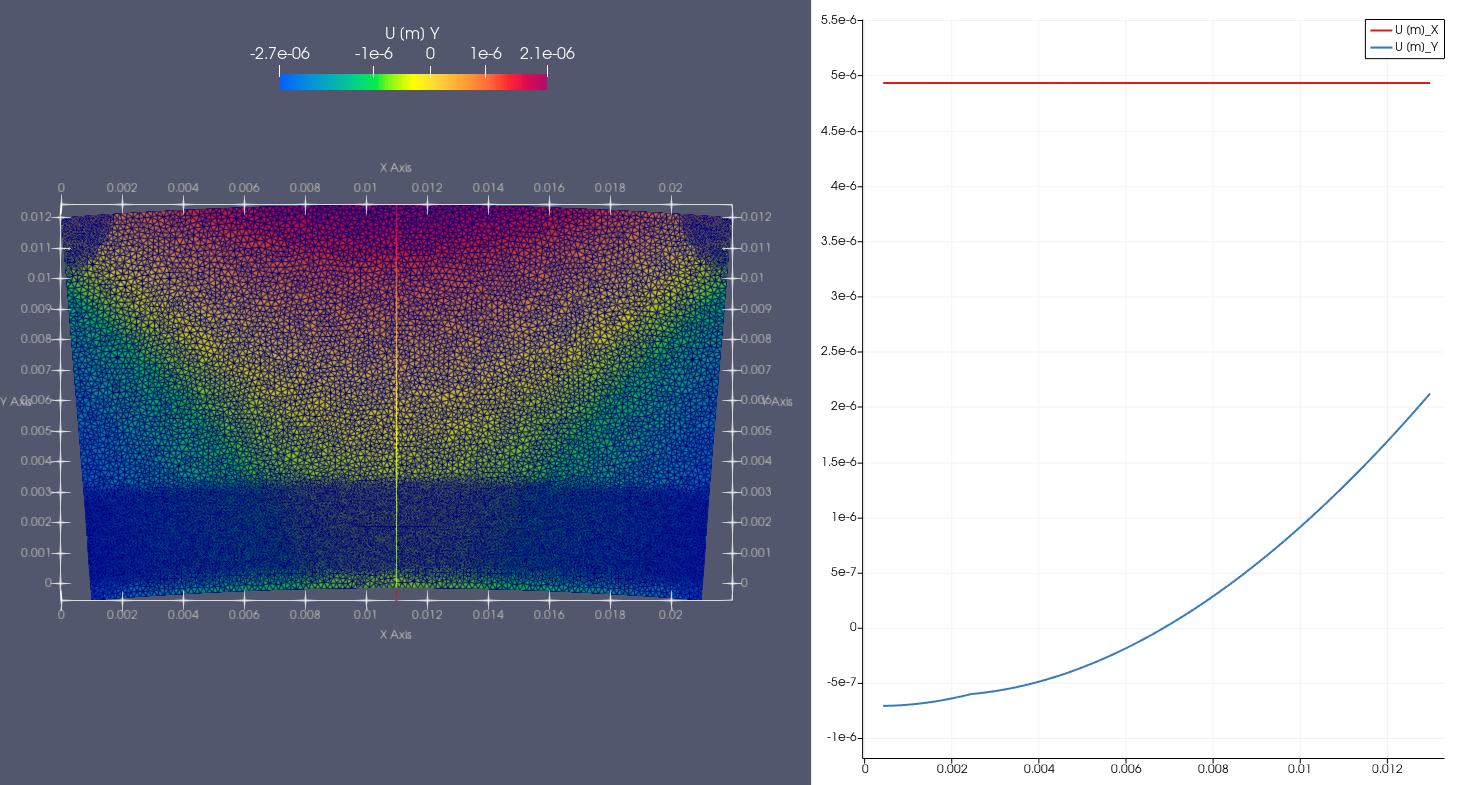 U (m) Y
-2.7e-06 -1e-6 0 1e-6 2.1e-06
X Axis
0 0.002 0.004 0.006 0.008 0.01 0.012 0.014 0.016 0.018 0.02
0.012 0.012
0.011 0.011
0.01 0.01
0.009 0.009
0.008 0.008
0.007 0.007
Y Axis 0.006 0.006 Y Axis
0.005 0.005
0.004 0.004
0.003 0.003
0.002 0.002
0.001 0.001
0 0
0 0.002 0.004 0.006 0.008 0.01 0.012 0.014 0.016 0.018 0.02
X Axis
U (m)_X
U (m)_Y
5.5e-6
5e-6
4.5e-6
4e-6
3.5e-6
3e-6
2.5e-6
2e-6
1.5e-6
1e-6
5e-7
0
-5e-7
-1e-6
0 0.002 0.004 0.006 0.008 0.01 0.012